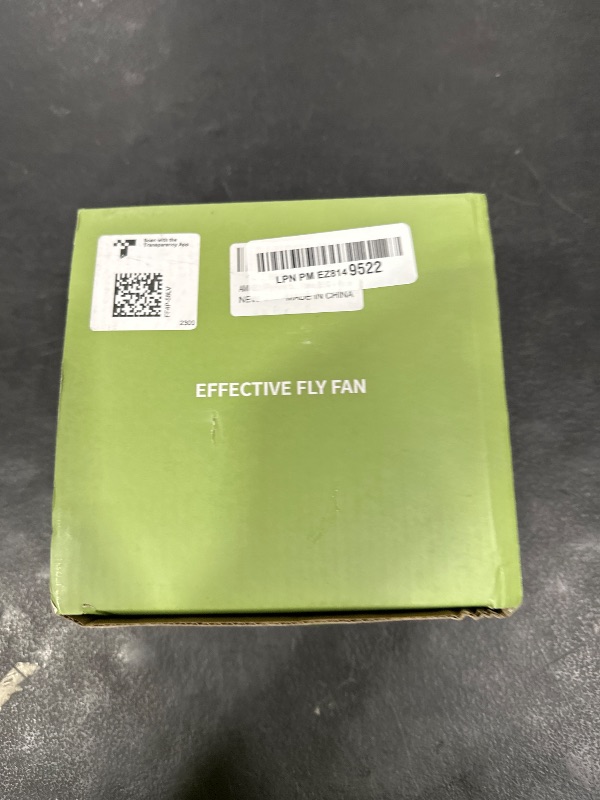 Scan with the
Transparency App
2300
LPN PM EZ814 9522
MADE IN CHINA
EFFECTIVE FLY FAN